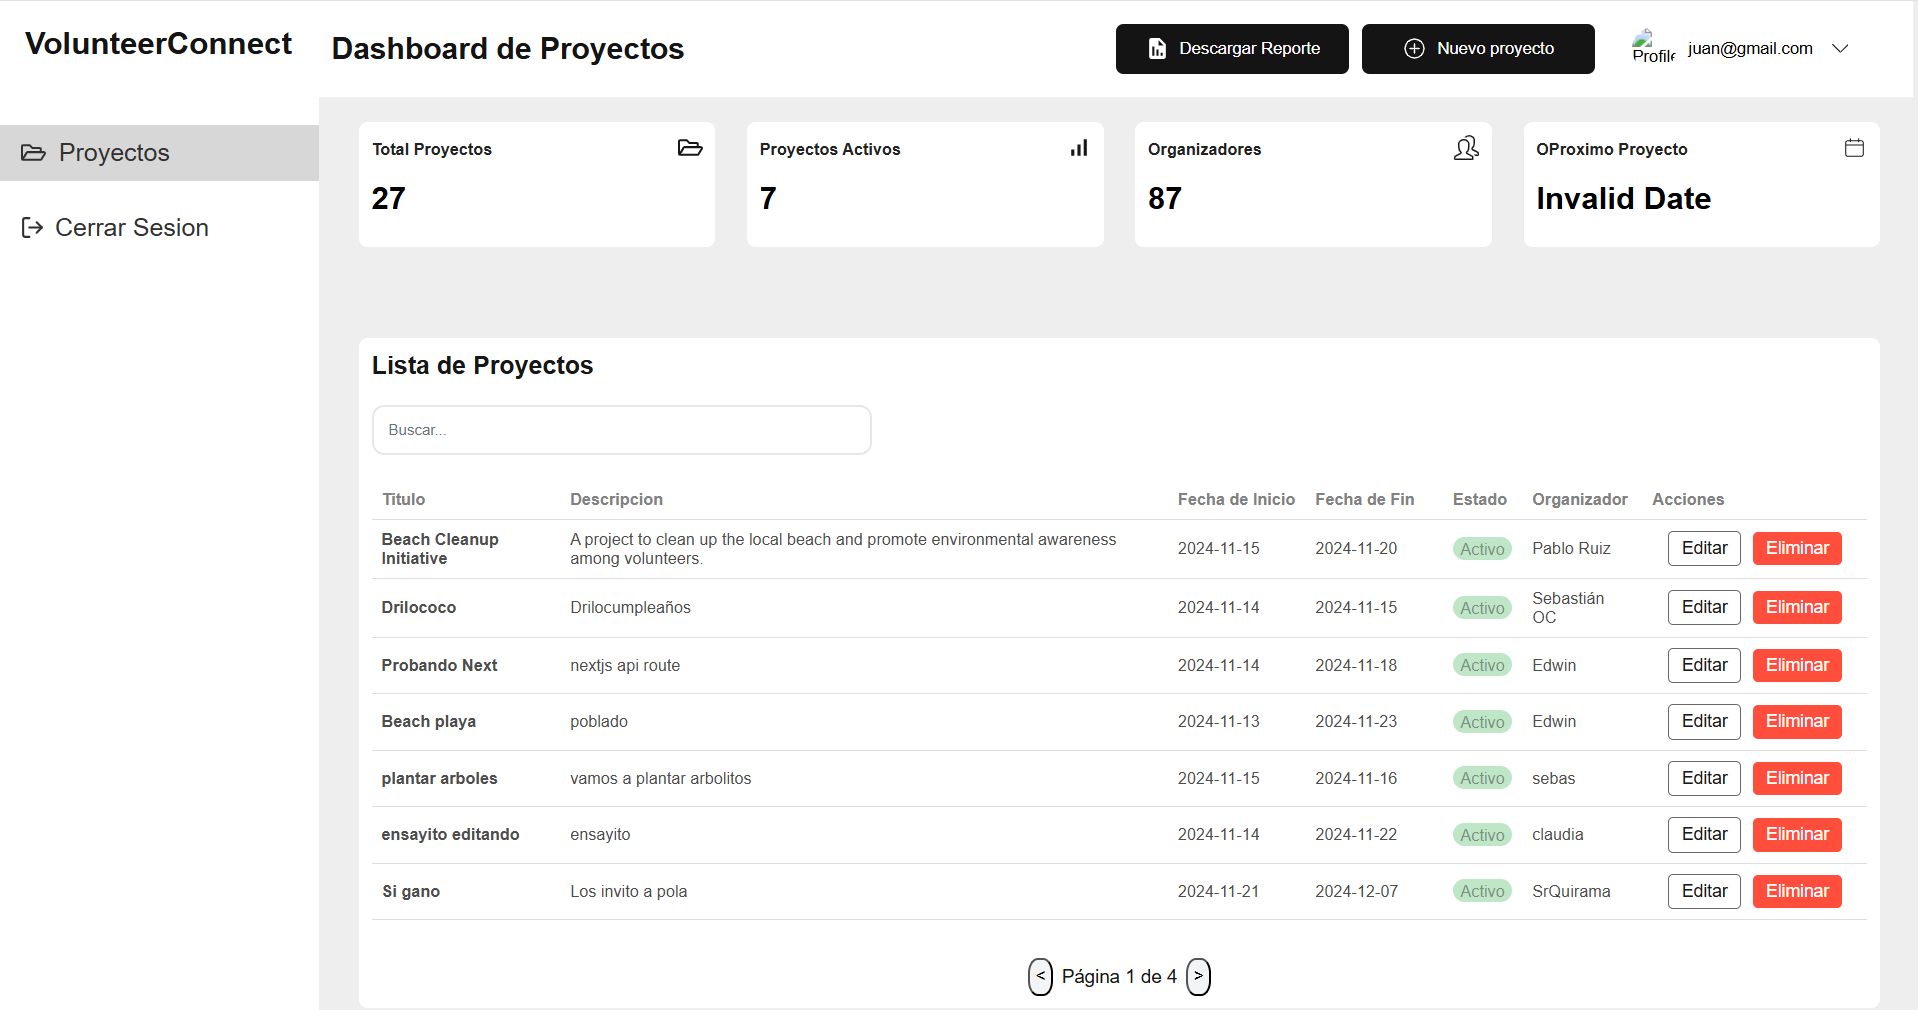 VolunteerConnect
Dashboard de Proyectos
Descargar Reporte
Nuevo proyecto
Profile
juan@gmail.com
Proyectos
Cerrar Sesion
Total Proyectos
27
Proyectos Activos
7
Organizadores
87
OProximo Proyecto
Invalid Date
Lista de Proyectos
Buscar...
Titulo Descripcion Fecha de Inicio Fecha de Fin Estado Organizador Acciones
Beach Cleanup Initiative A project to clean up the local beach and promote environmental awareness among volunteers. 2024-11-15 2024-11-20 Activo Pablo Ruiz Editar Eliminar
Drilococo Drilocumpleaños 2024-11-14 2024-11-15 Activo Sebastián OC Editar Eliminar
Probando Next nextjs api route 2024-11-14 2024-11-18 Activo Edwin Editar Eliminar
Beach playa poblado 2024-11-13 2024-11-23 Activo Edwin Editar Eliminar
plantar arboles vamos a plantar arbolitos 2024-11-15 2024-11-16 Activo sebas Editar Eliminar
ensayito editando ensayito 2024-11-14 2024-11-22 Activo claudia Editar Eliminar
Si gano Los invito a pola 2024-11-21 2024-12-07 Activo SrQuirama Editar Eliminar
< Página 1 de 4 >